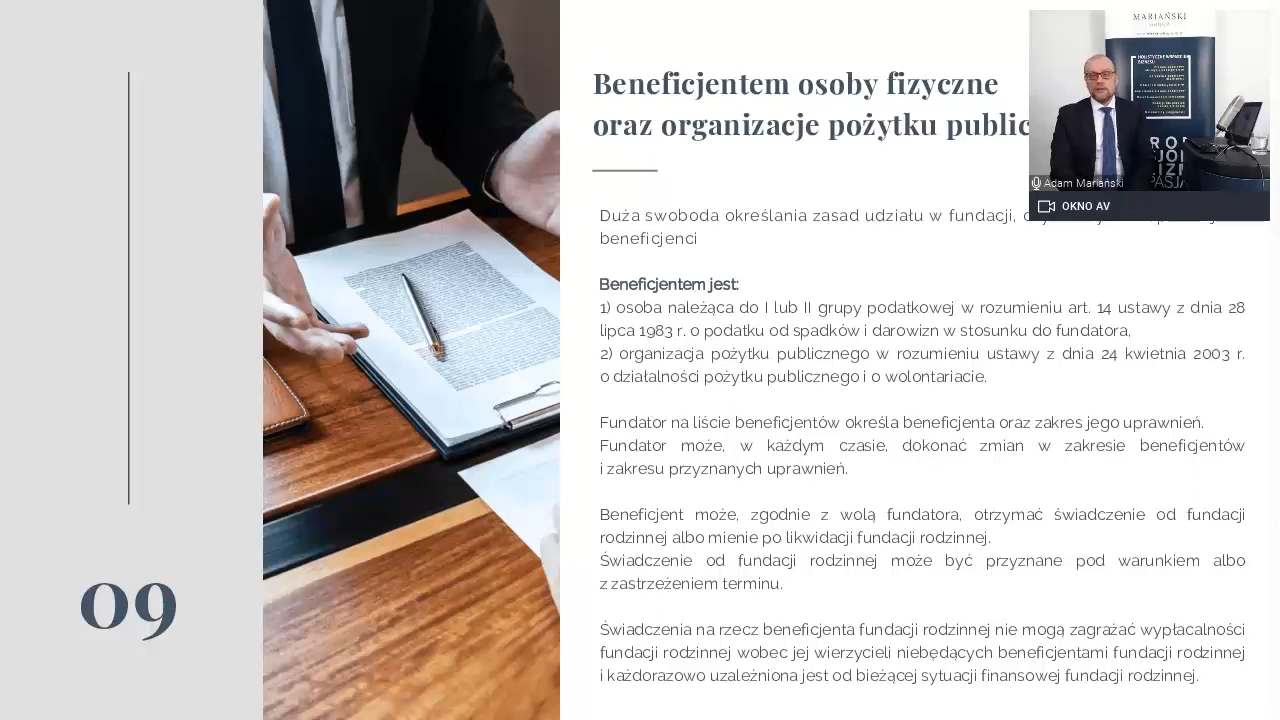 Beneficjentem osoby fizyczne
oraz organizacje pożytku public
Duża swoboda określania zasad udziału w fundacji,
beneficjenci
Beneficjentem jest:
1) osoba należąca do I lub II grupy podatkowej w rozumieniu art. 14 ustawy z dnia 28
lipca 1983 r. o podatku od spadków i darowizn w stosunku do fundatora,
2) organizacja pożytku publicznego w rozumieniu ustawy z dnia 24 kwietnia 2003 r.
o działalności pożytku publicznego i o wolontariacie.
Fundator na liście beneficjentów określa beneficjenta oraz zakres jego uprawnień.
Fundator może, w każdym czasie, dokonać zmian w zakresie beneficjentów
i zakresu przyznanych uprawnień.
Beneficjent może, zgodnie z wolą fundatora, otrzymać świadczenie od fundacji
rodzinnej albo mienie po likwidacji fundacji rodzinnej.
Świadczenie od fundacji rodzinnej może być przyznane pod warunkiem albo
z zastrzeżeniem terminu.
Świadczenia na rzecz beneficjenta fundacji rodzinnej nie mogą zagrażać wypłacalności
fundacji rodzinnej wobec jej wierzycieli niebędących beneficjentami fundacji rodzinnej
i każdorazowo uzależniona jest od bieżącej sytuacji finansowej fundacji rodzinnej.
09
MARIAŃSKI
Adam Mariański
OKNO AV